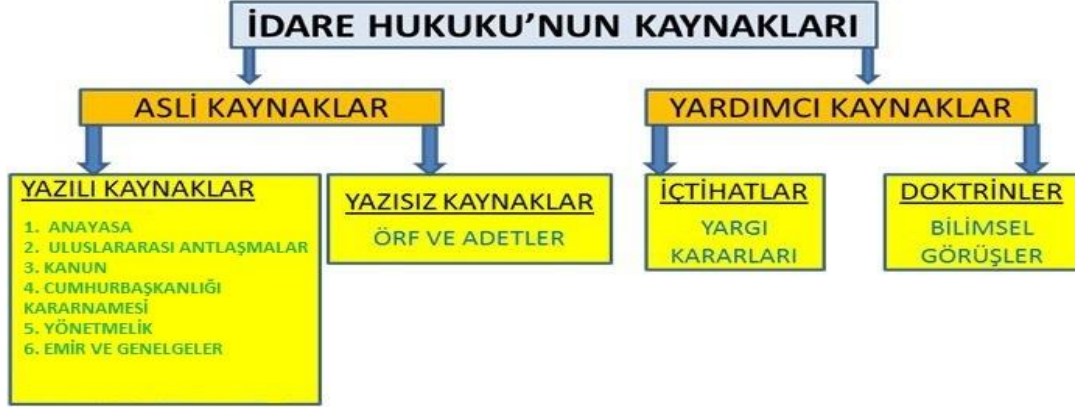 İDARE HUKUKU'NUN KAYNAKLARI
ASLİ KAYNAKLAR
YARDIMCI KAYNAKLAR
YAZILI KAYNAKLAR
1. ANAYASA
2. ULUSLARARASI ANTLAŞMALAR
3. KANUN
4. CUMHURBAŞKANLIĞI
KARARNAMESİ
5. YÖNETMELİK
6. EMİR VE GENELGELER
YAZISIZ KAYNAKLAR
ÖRF VE ADETLER
İÇTİHATLAR
YARGI
KARARLARI
DOKTRİNLER
BİLİMSEL
GÖRÜŞLER